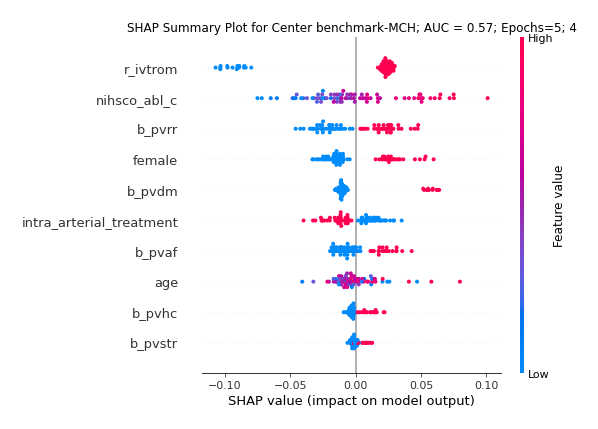 SHAP Summary Plot for Center benchmark-MCH; AUC = 0.57; Epochs=5; 4
High
r_ivtrom
nihsco_abl_c
b_pvrr
female
b_pvdm
intra_arterial_treatment
b_pvaf
age
b_pvhc
b_pvstr
Feature value
Low
−0.10 −0.05 0.00 0.05 0.10
SHAP value (impact on model output)